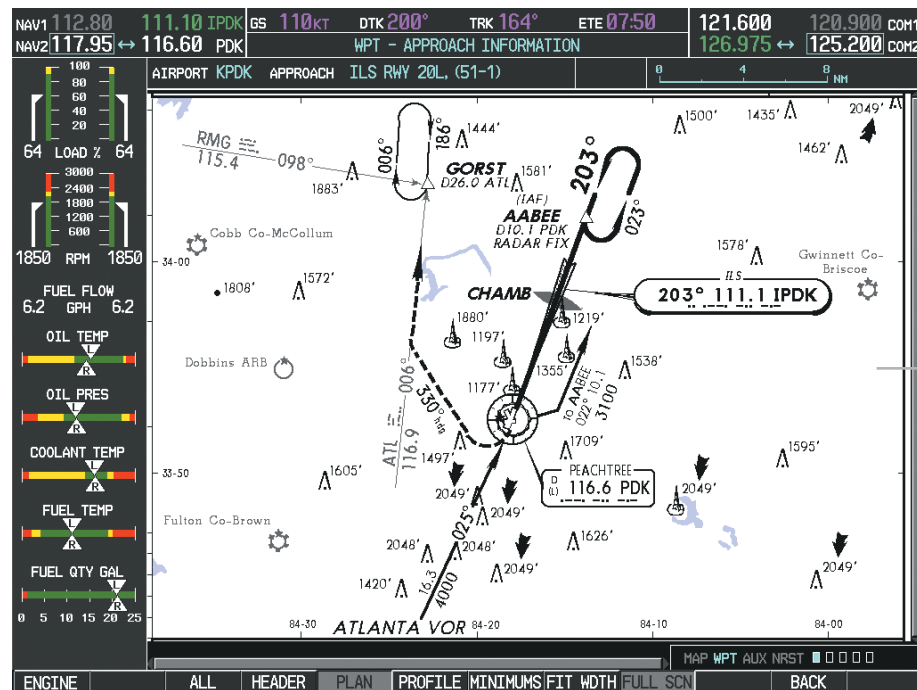 NAV1 112.80 111.10 IPDK
NAV2 117.95 ↔ 116.60 PDK
GS 110KT DTK 200° TRK 164° ETE 07:50
WPT - APPROACH INFORMATION
121.600 120.900 COM1
126.975 ↔ 125.200 COM2
AIRPORT KPDK APPROACH ILS RWY 20L, (51-1)
0 4 8 NM
100
80
60
40
20
64 LOAD % 64
3000
2400
1800
1200
600
1850 RPM 1850
FUEL FLOW
6.2 GPH 6.2
OIL TEMP
L
R
OIL PRES
L
R
COOLANT TEMP
L
R
FUEL TEMP
L
R
FUEL QTY GAL
L
R
0 5 10 15 20 25
RMG
115.4
098°
006°
186°
1444'
1500'
1435'
2049'
1462'
GORST
D26.0 ATL
1883'
1581'
(IAF)
AABEE
D10.1 PDK
RADAR FIX
203°
023°
Cobb Co-McCollum
34-00
1808'
1572'
1578'
Gwinnett Co-
Briscoe
CHAMB
ILS
203° 111.1 IPDK
1880'
1197'
1219'
1355'
1177'
1538'
Dobbins ARB
006°
330° hdg
TO AABEE
022° 10.1
3100
ATL
116.9
1497'
1709'
1595'
33-50
1605'
2049'
2049'
PEACHTREE
D
(L)
116.6 PDK
2049'
Fulton Co-Brown
025°
2048'
2048'
1626'
2049'
2049'
1420'
16.3
4000
ATLANTA VOR
84-30 84-20 84-10 84-00
MAP WPT AUX NRST
ENGINE ALL HEADER PLAN PROFILE MINIMUMS FIT WDTH FULL SCN BACK